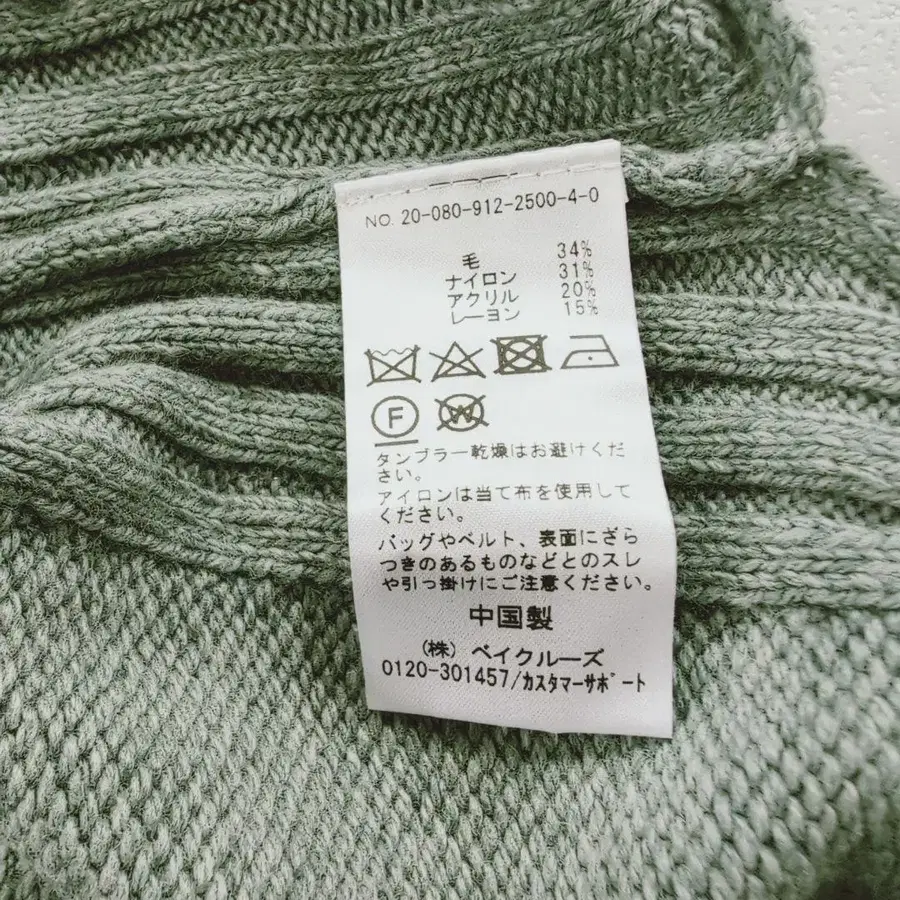 NO. 20-080-912-2500-4-0
毛 34%
ナイロン 31%
アクリル 20%
レーヨン 15%
F W
タンブラー乾燥はお避けくだ
さい。
アイロンは当て布を使用して
ください。
バッグやベルト、表面にざら
つきのあるものなどとのスレ
や引っ掛けにご注意ください。
中国製
(株) ベイクルーズ
0120-301457/カスタマーサポート